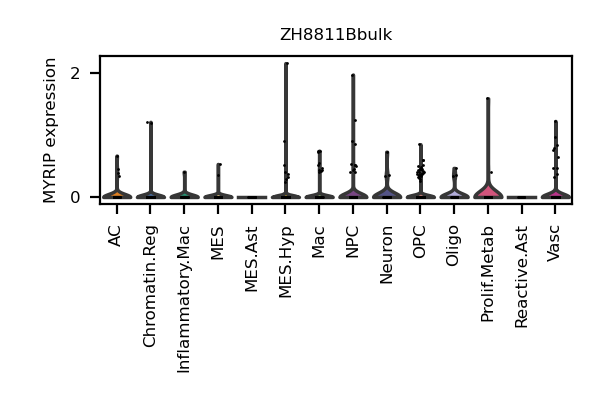 ZH8811Bbulk
MYRIP expression
2
0
AC
Chromatin.Reg
Inflammatory.Mac
MES
MES.Ast
MES.Hyp
Mac
NPC
Neuron
OPC
Oligo
Prolif.Metab
Reactive.Ast
Vasc